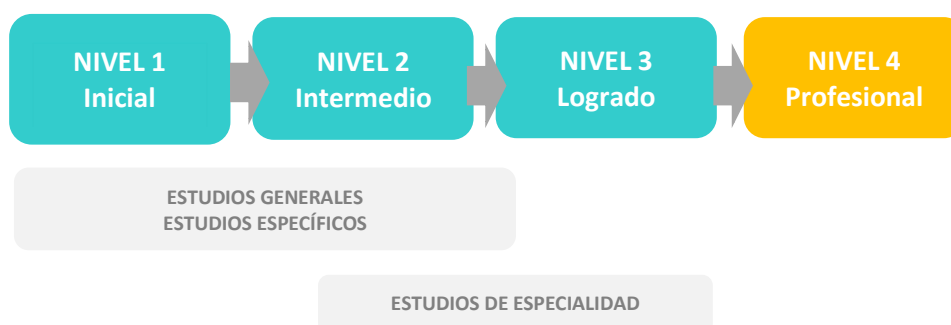 NIVEL 1
Inicial
NIVEL 2
Intermedio
NIVEL 3
Logrado
NIVEL 4
Profesional
ESTUDIOS GENERALES
ESTUDIOS ESPECÍFICOS
ESTUDIOS DE ESPECIALIDAD